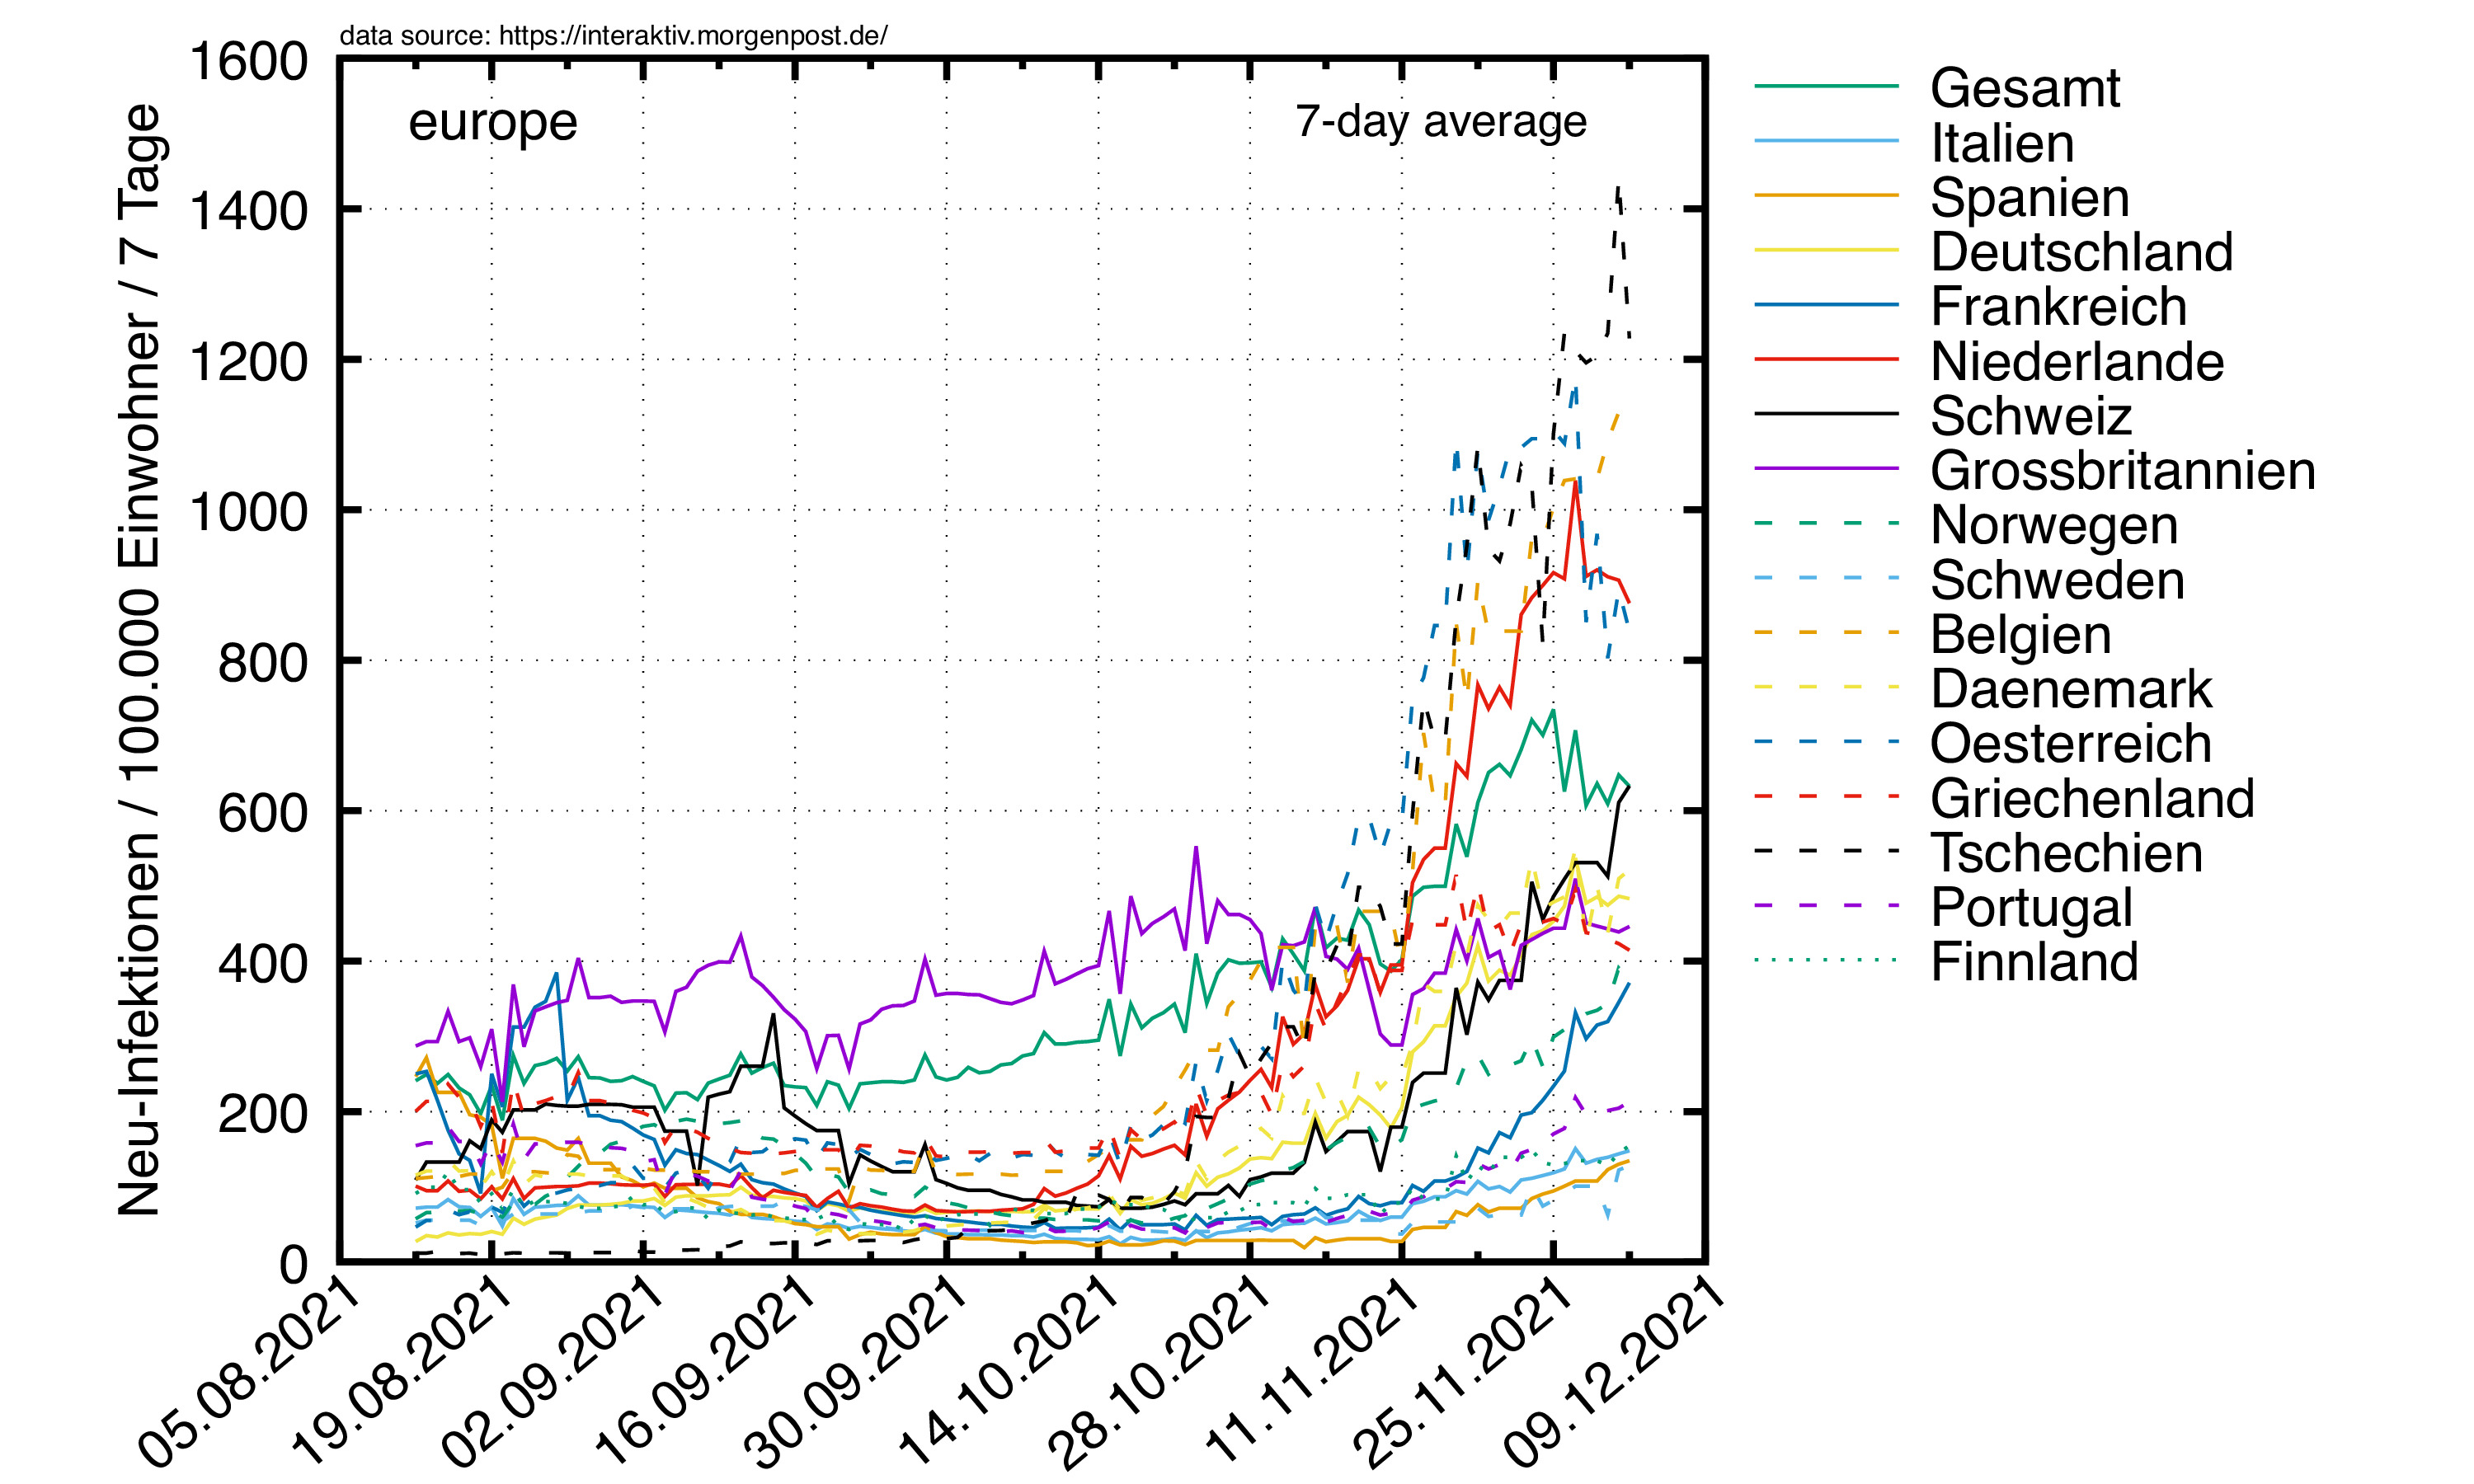 data source: https://interaktiv.morgenpost.de/
europe
7-day average
Neu-Infektionen / 100.000 Einwohner / 7 Tage
1600
1400
1200
1000
800
600
400
200
0
05.08.2021
19.08.2021
02.09.2021
16.09.2021
30.09.2021
14.10.2021
28.10.2021
11.11.2021
25.11.2021
09.12.2021
Gesamt
Italien
Spanien
Deutschland
Frankreich
Niederlande
Schweiz
Grossbritannien
Norwegen
Schweden
Belgien
Daenemark
Oesterreich
Griechenland
Tschechien
Portugal
Finnland